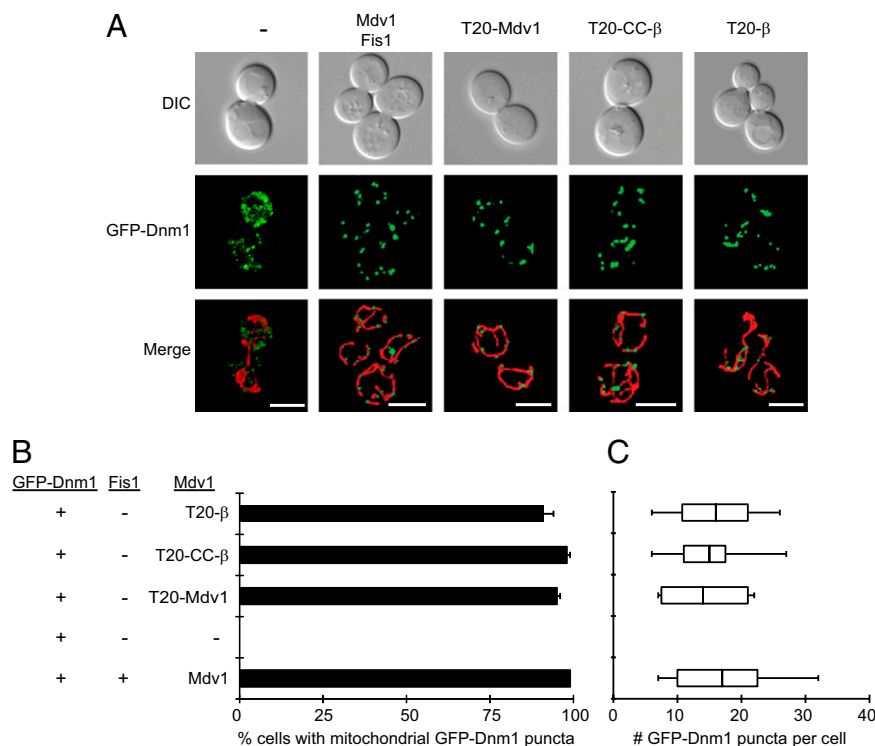 A
-
Mdv1
Fis1
T20-Mdv1
T20-CC-β
T20-β
DIC
GFP-Dnm1
Merge
B
C
GFP-Dnm1 Fis1 Mdv1
+ - T20-β
+ - T20-CC-β
+ - T20-Mdv1
+ - -
+ + Mdv1
0 25 50 75 100
% cells with mitochondrial GFP-Dnm1 puncta
0 10 20 30 40
# GFP-Dnm1 puncta per cell